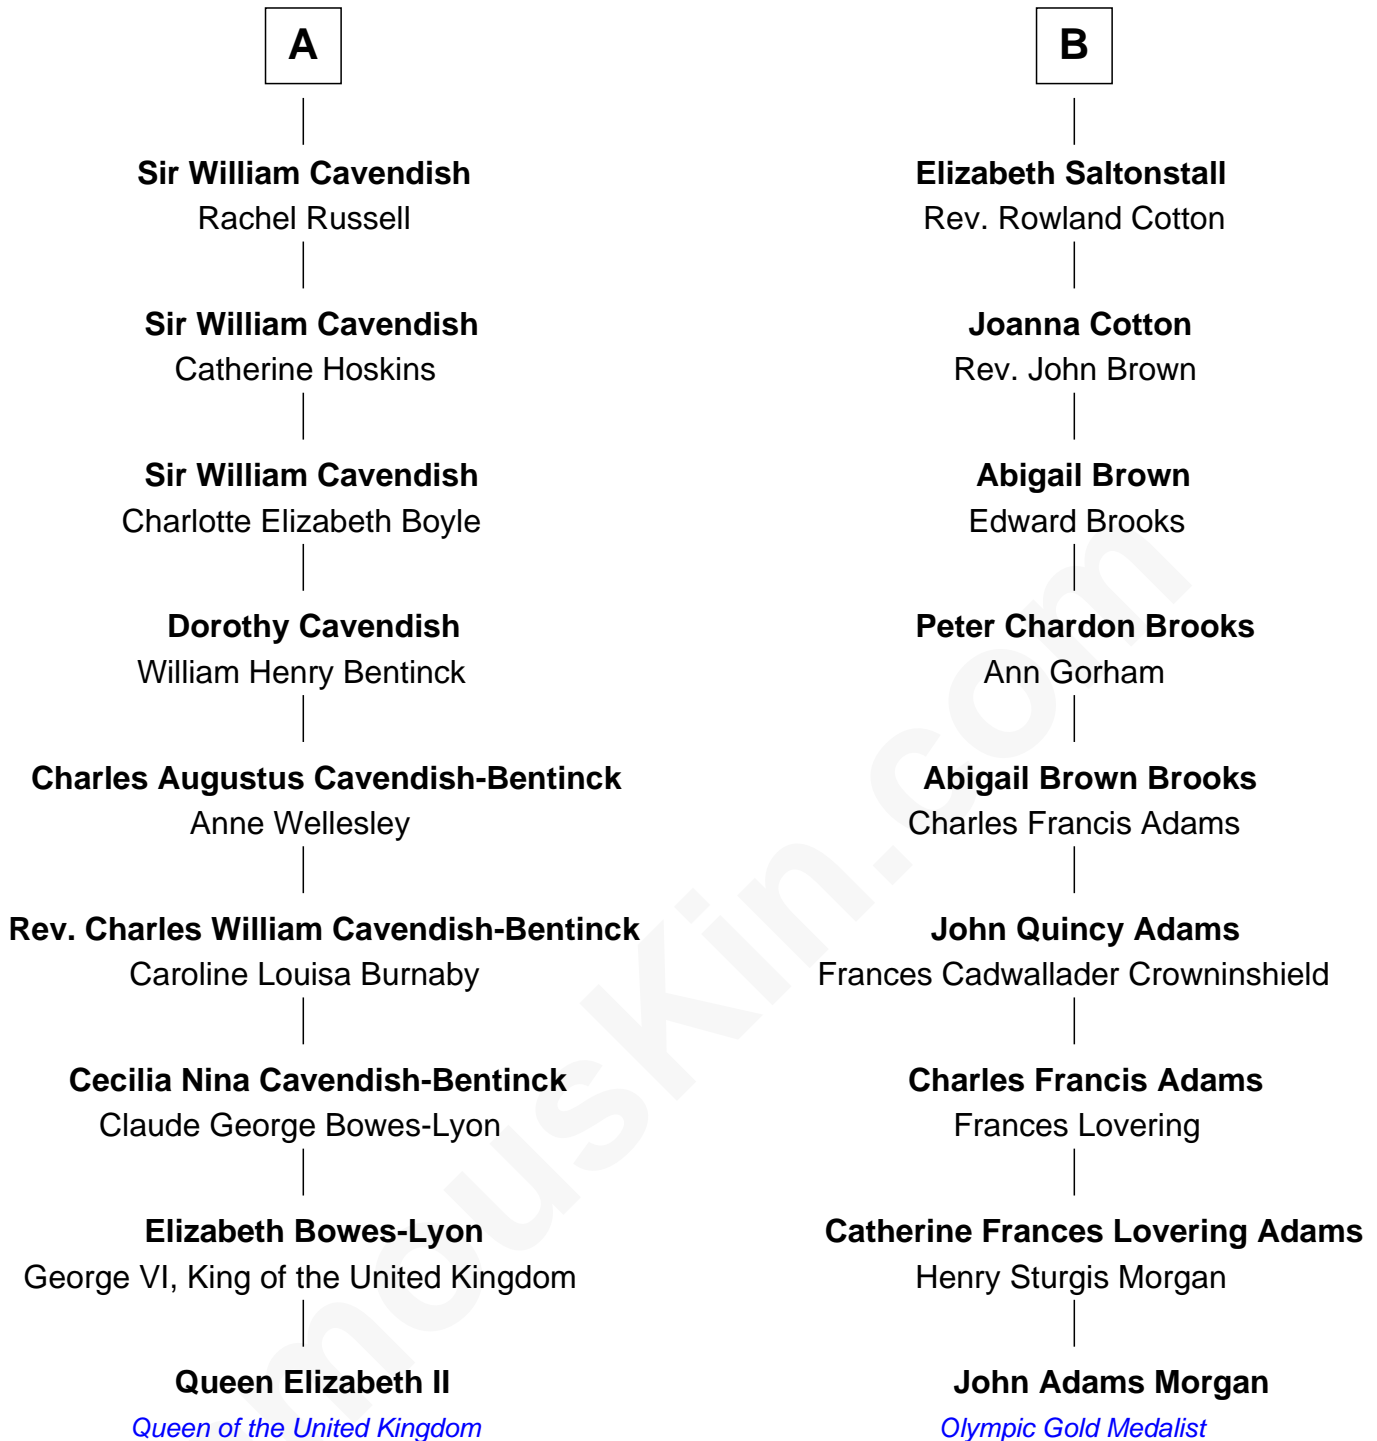 A
Sir William Cavendish
Rachel Russell
Sir William Cavendish
Catherine Hoskins
Sir William Cavendish
Charlotte Elizabeth Boyle
Dorothy Cavendish
William Henry Bentinck
Charles Augustus Cavendish-Bentinck
Anne Wellesley
Rev. Charles William Cavendish-Bentinck
Caroline Louisa Burnaby
Cecilia Nina Cavendish-Bentinck
Claude George Bowes-Lyon
Elizabeth Bowes-Lyon
George VI, King of the United Kingdom
Queen Elizabeth II
Queen of the United Kingdom
B
Elizabeth Saltonstall
Rev. Rowland Cotton
Joanna Cotton
Rev. John Brown
Abigail Brown
Edward Brooks
Peter Chardon Brooks
Ann Gorham
Abigail Brown Brooks
Charles Francis Adams
John Quincy Adams
Frances Cadwallader Crowninshield
Charles Francis Adams
Frances Lovering
Catherine Frances Lovering Adams
Henry Sturgis Morgan
John Adams Morgan
Olympic Gold Medalist
mouskin.com